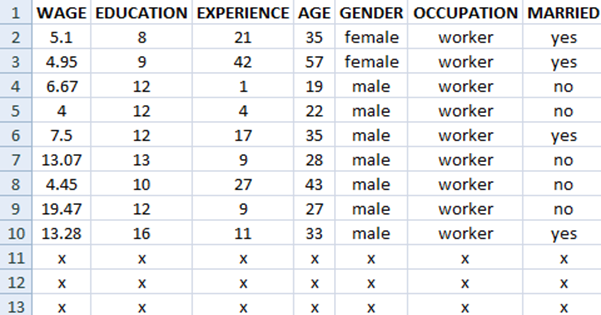 1 WAGE EDUCATION EXPERIENCE AGE GENDER OCCUPATION MARRIED
2 5.1 8 21 35 female worker yes
3 4.95 9 42 57 female worker yes
4 6.67 12 1 19 male worker no
5 4 12 4 22 male worker no
6 7.5 12 17 35 male worker yes
7 13.07 13 9 28 male worker no
8 4.45 10 27 43 male worker no
9 19.47 12 9 27 male worker no
10 13.28 16 11 33 male worker yes
11 x x x x x x x
12 x x x x x x x
13 x x x x x x x